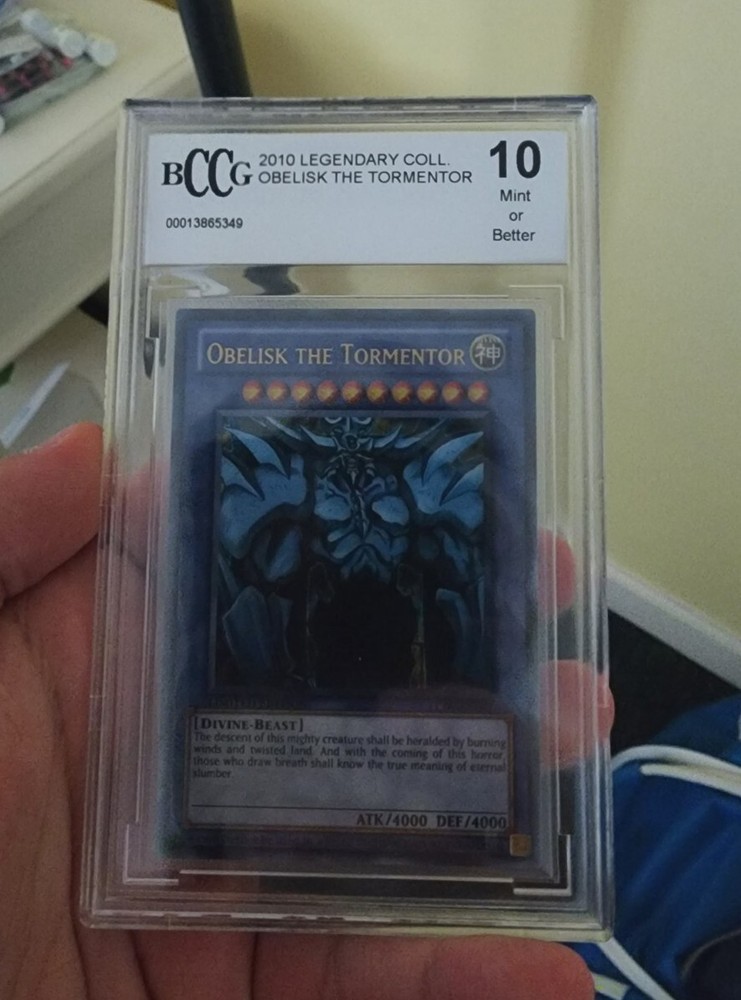 BCCG 2010 LEGENDARY COLL.
OBELISK THE TORMENTOR
00013865349
10
Mint
or
Better
OBELISK THE TORMENTOR 神
[DIVINE-BEAST]
The descent of this mighty creature shall be heralded by burning
winds and twisted land. And with the coming of this horror,
those who draw breath shall know the true meaning of eternal
slumber.
ATK/4000 DEF/4000